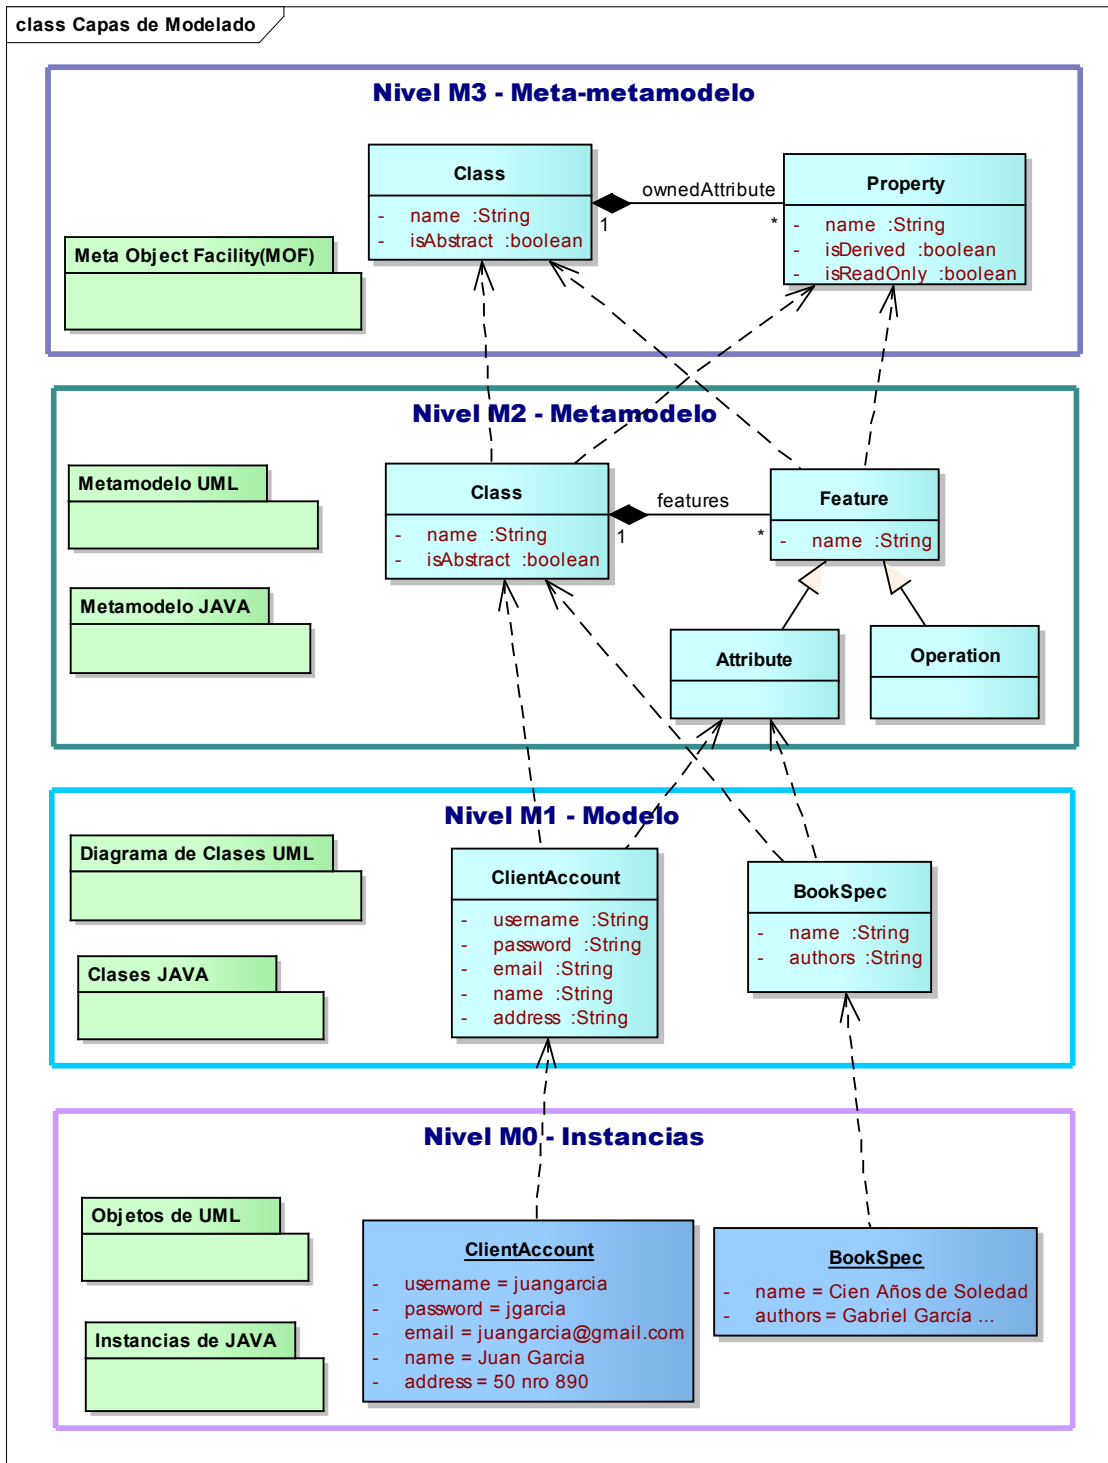 class Capas de Modelado
Nivel M3 - Meta-metamodelo
Class
- name :String
- isAbstract :boolean
ownedAttribute
1
*
Property
- name :String
- isDerived :boolean
- isReadOnly :boolean
Meta Object Facility(MOF)
Nivel M2 - Metamodelo
Metamodelo UML
Metamodelo JAVA
Class
- name :String
- isAbstract :boolean
features
1
*
Feature
- name :String
Attribute
Operation
Nivel M1 - Modelo
Diagrama de Clases UML
Clases JAVA
ClientAccount
- username :String
- password :String
- email :String
- name :String
- address :String
BookSpec
- name :String
- authors :String
Nivel M0 - Instancias
Objetos de UML
Instancias de JAVA
ClientAccount
- username = juangarcia
- password = jgarcia
- email = juangarcia@gmail.com
- name = Juan Garcia
- address = 50 nro 890
BookSpec
- name = Cien Años de Soledad
- authors = Gabriel García ...